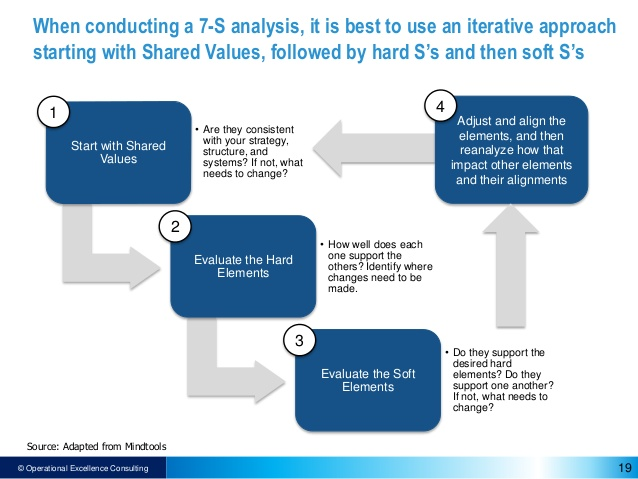 When conducting a 7-S analysis, it is best to use an iterative approach
starting with Shared Values, followed by hard S’s and then soft S’s
1
Start with Shared
Values
• Are they consistent
with your strategy,
structure, and
systems? If not, what
needs to change?
2
Evaluate the Hard
Elements
• How well does each
one support the
others? Identify where
changes need to be
made.
3
Evaluate the Soft
Elements
• Do they support the
desired hard
elements? Do they
support one another?
If not, what needs to
change?
4
Adjust and align the
elements, and then
reanalyze how that
impact other elements
and their alignments
Source: Adapted from Mindtools
© Operational Excellence Consulting
19